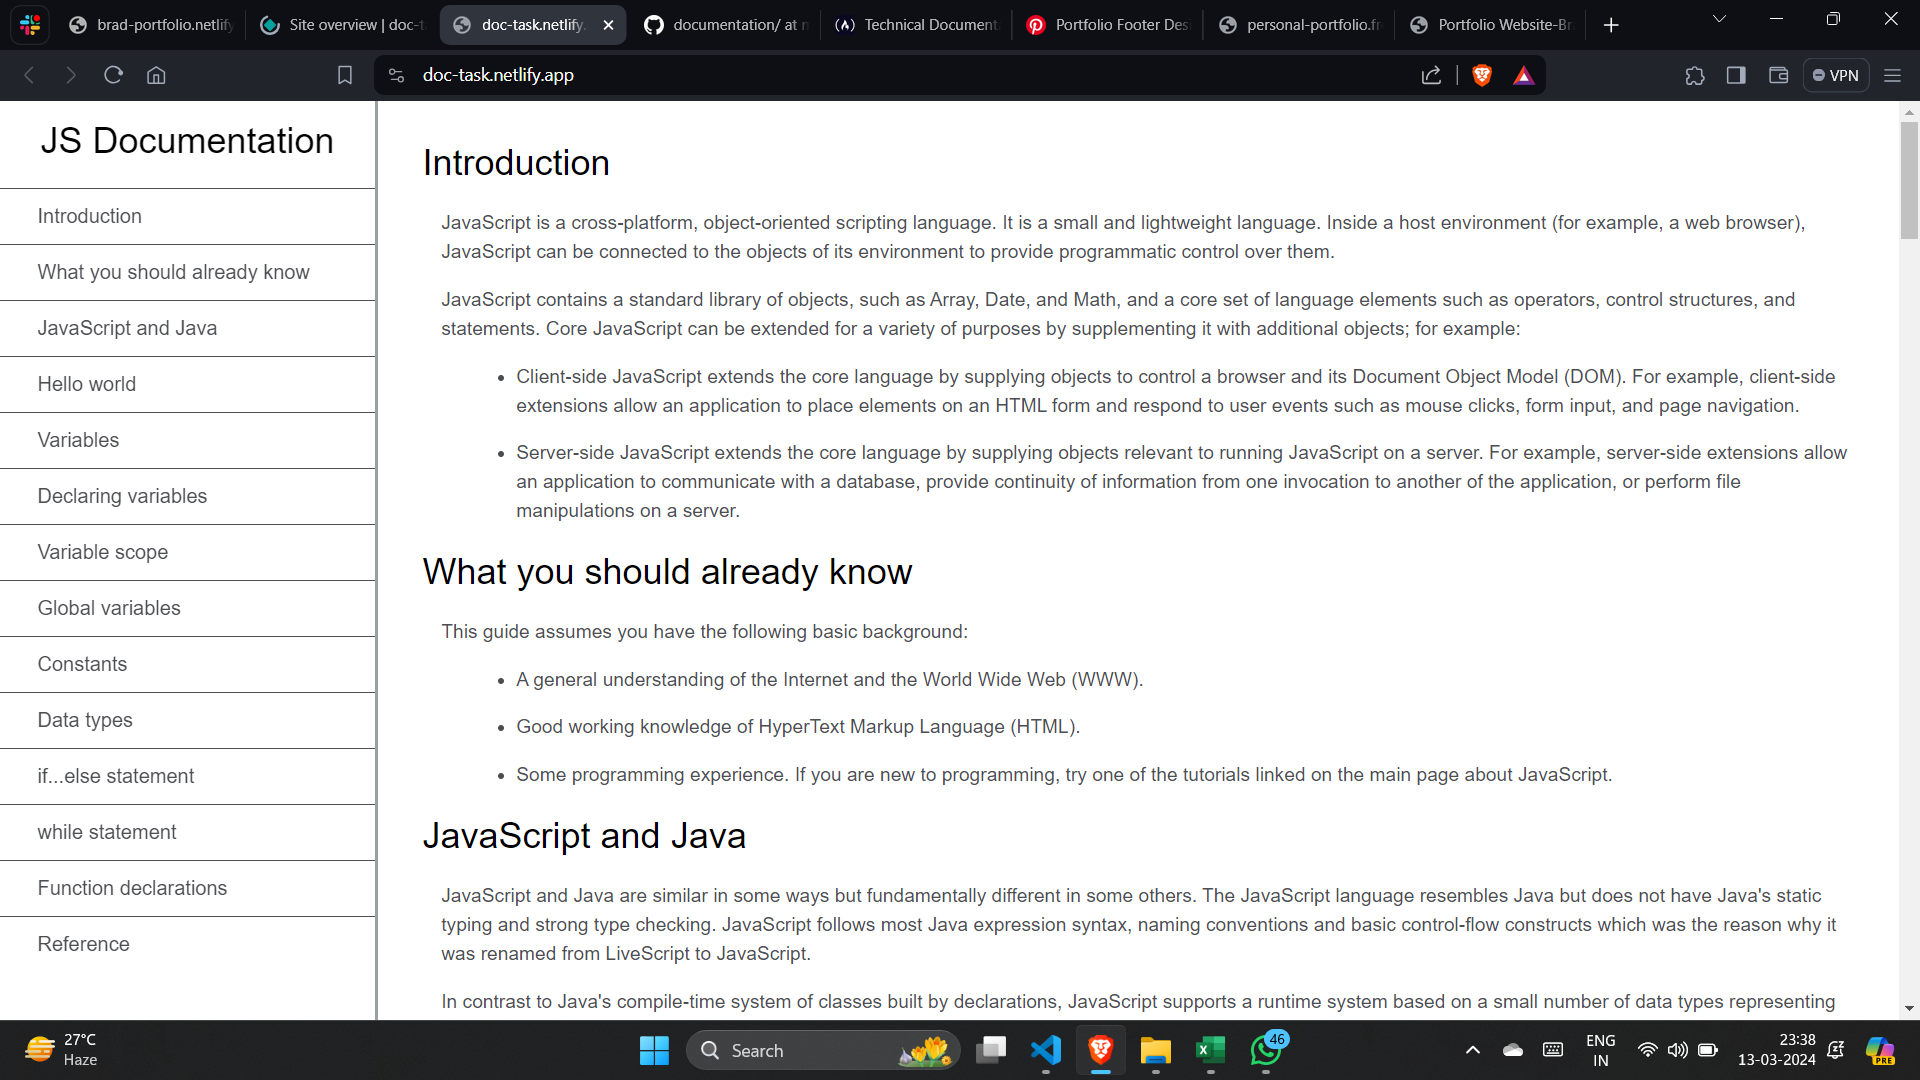 brad-portfolio.netlify
Site overview | doc-t
doc-task.netlify.
documentation/ at m
Technical Document
Portfolio Footer Des
personal-portfolio.fr
Portfolio Website-Br
doc-task.netlify.app
VPN
JS Documentation
Introduction
What you should already know
JavaScript and Java
Hello world
Variables
Declaring variables
Variable scope
Global variables
Constants
Data types
if...else statement
while statement
Function declarations
Reference
Introduction
JavaScript is a cross-platform, object-oriented scripting language. It is a small and lightweight language. Inside a host environment (for example, a web browser),
JavaScript can be connected to the objects of its environment to provide programmatic control over them.
JavaScript contains a standard library of objects, such as Array, Date, and Math, and a core set of language elements such as operators, control structures, and
statements. Core JavaScript can be extended for a variety of purposes by supplementing it with additional objects; for example:
• Client-side JavaScript extends the core language by supplying objects to control a browser and its Document Object Model (DOM). For example, client-side
extensions allow an application to place elements on an HTML form and respond to user events such as mouse clicks, form input, and page navigation.
• Server-side JavaScript extends the core language by supplying objects relevant to running JavaScript on a server. For example, server-side extensions allow
an application to communicate with a database, provide continuity of information from one invocation to another of the application, or perform file
manipulations on a server.
What you should already know
This guide assumes you have the following basic background:
• A general understanding of the Internet and the World Wide Web (WWW).
• Good working knowledge of HyperText Markup Language (HTML).
• Some programming experience. If you are new to programming, try one of the tutorials linked on the main page about JavaScript.
JavaScript and Java
JavaScript and Java are similar in some ways but fundamentally different in some others. The JavaScript language resembles Java but does not have Java's static
typing and strong type checking. JavaScript follows most Java expression syntax, naming conventions and basic control-flow constructs which was the reason why it
was renamed from LiveScript to JavaScript.
In contrast to Java's compile-time system of classes built by declarations, JavaScript supports a runtime system based on a small number of data types representing
27°C
Haze
Search
46
ENG
IN
23:38
13-03-2024
PRE